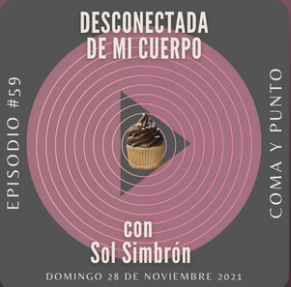 DESCONECTADA
DE MI CUERPO
EPISODIO #59
COMA Y PUNTO
con
Sol Simbrón
DOMINGO 28 DE NOVIEMBRE 2021